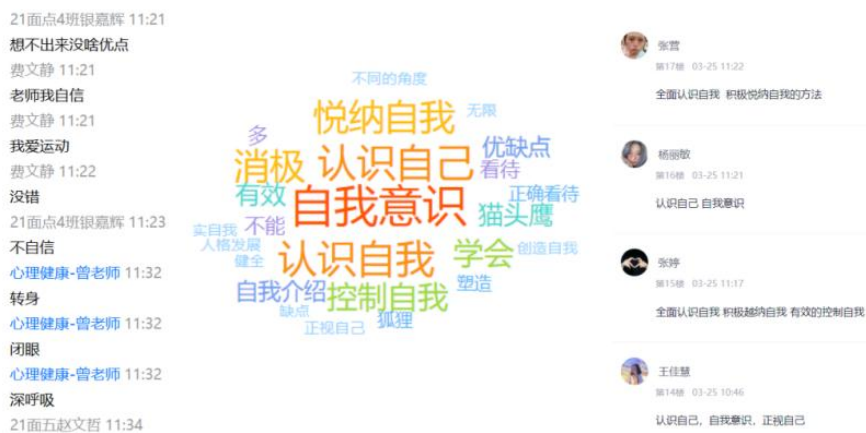 21面点4班银嘉辉 11:21
想不出来没啥优点
费文静 11:21
老师我自信
费文静 11:21
我爱运动
费文静 11:22
没错
21面点4班银嘉辉 11:23
不自信
心理健康-曾老师 11:32
转身
心理健康-曾老师 11:32
闭眼
心理健康-曾老师 11:32
深呼吸
21面五赵文哲 11:34
不同的角度
悦纳自我
无限
多
优缺点
消极
认识自己
看待
有效
自我意识
正确看待
猫头鹰
实自我
不能
人格发展
认识自我
学会
创造自我
健全
塑造
自我介绍
控制自我
缺点
狐狸
正视自己
张莺
第17楼 03-25 11:22
全面认识自我 积极悦纳自我的方法
杨丽敏
第16楼 03-25 11:21
认识自己 自我意识
张婷
第15楼 03-25 11:17
全面认识自我 积极越纳自我 有效的控制自我
王佳慧
第14楼 03-25 10:46
认识自己，自我意识，正视自己